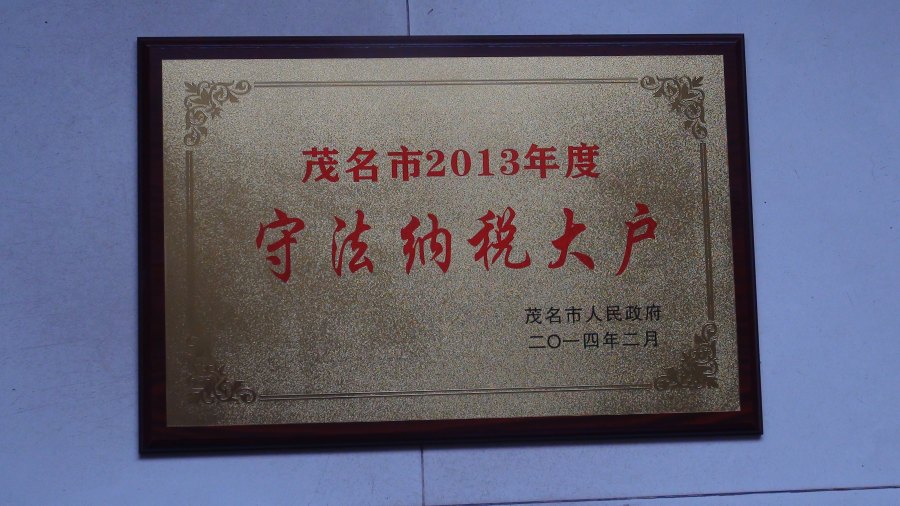 茂名市2013年度
守法纳税大户
茂名市人民政府
二〇一四年二月